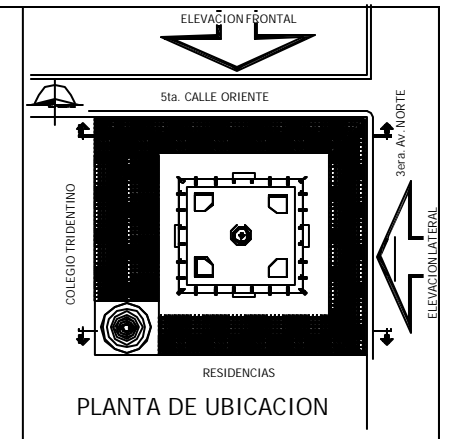 ELEVACION FRONTAL
5ta. CALLE ORIENTE
3era. Av. NORTE
COLEGIO TRIDENTINO
ELEVACION LATERAL
RESIDENCIAS
PLANTA DE UBICACION